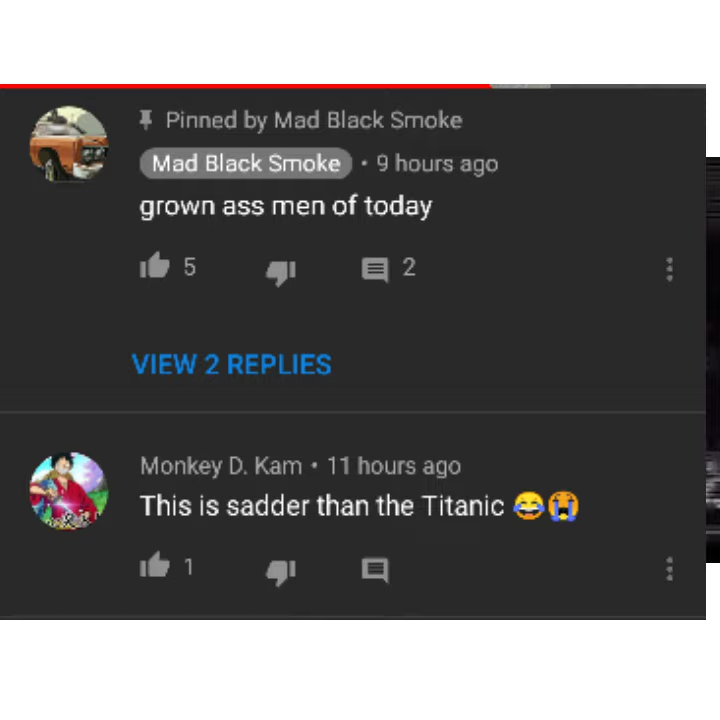 Pinned by Mad Black Smoke
Mad Black Smoke • 9 hours ago
grown ass men of today
5 2
VIEW 2 REPLIES
Monkey D. Kam • 11 hours ago
This is sadder than the Titanic 😂😭
1